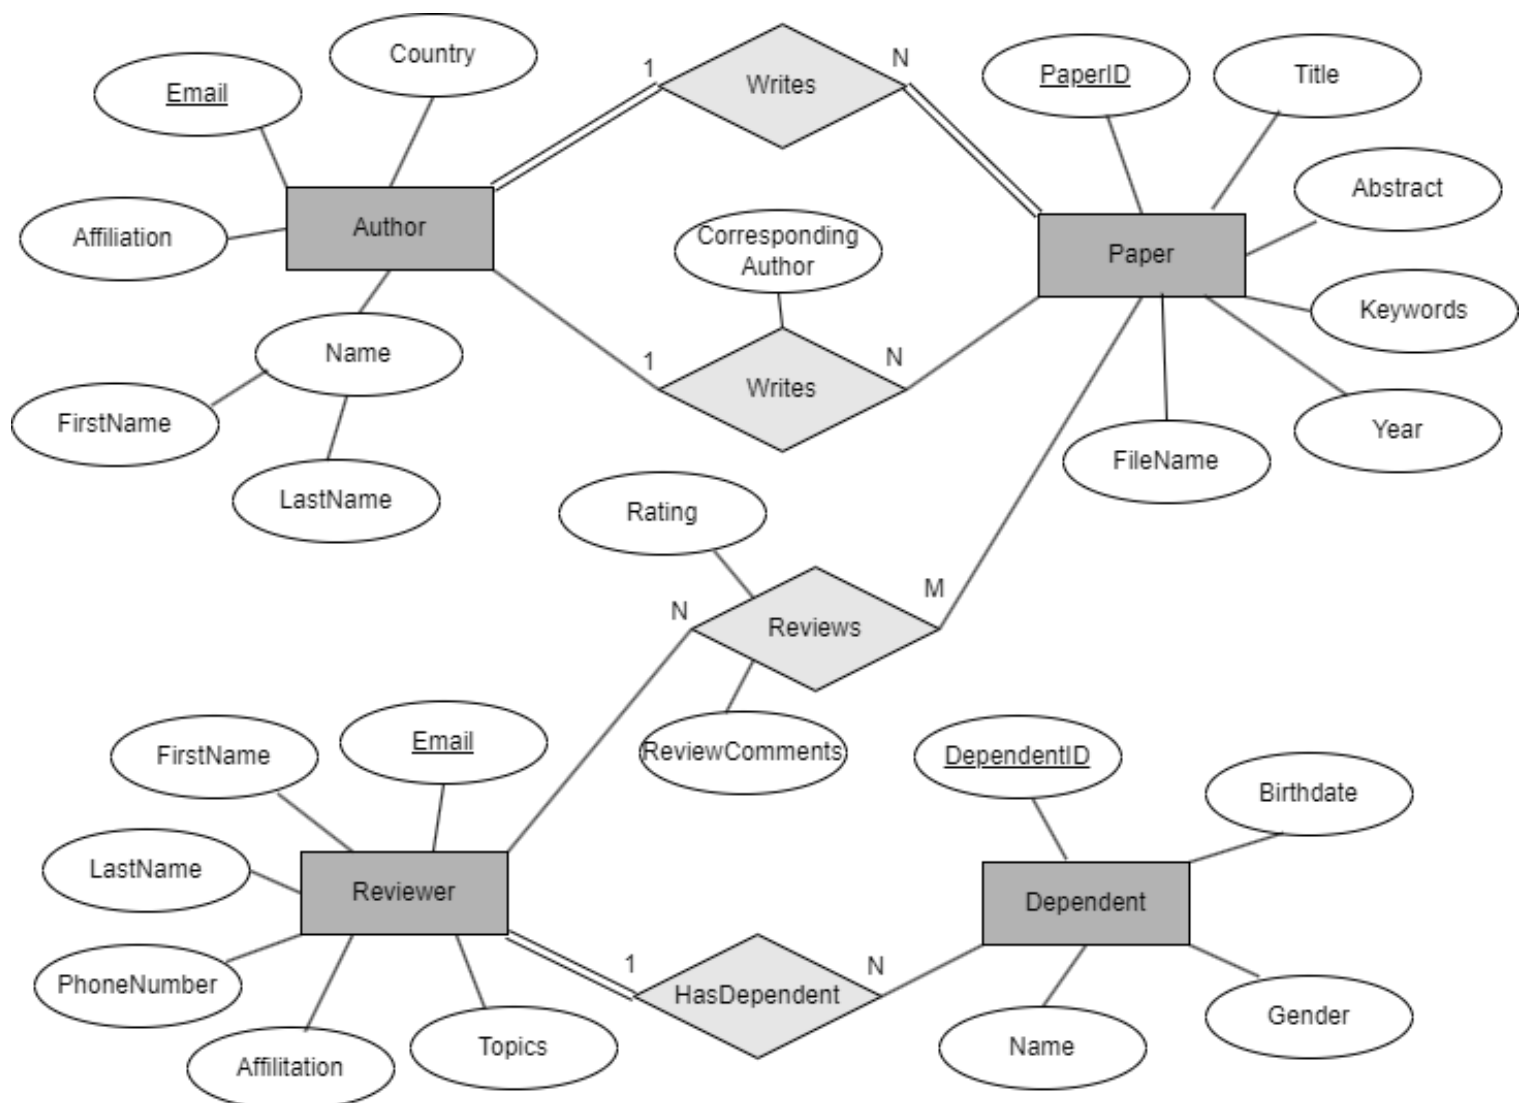 Country
Email
1
Writes
N
PaperID
Title
Affiliation
Author
Corresponding
Author
Paper
Abstract
Name
1
Writes
N
Keywords
FirstName
LastName
FileName
Year
Rating
N
Reviews
M
FirstName
Email
ReviewComments
DependentID
Birthdate
LastName
Reviewer
Dependent
PhoneNumber
1
HasDependent
N
Affilitation
Topics
Name
Gender